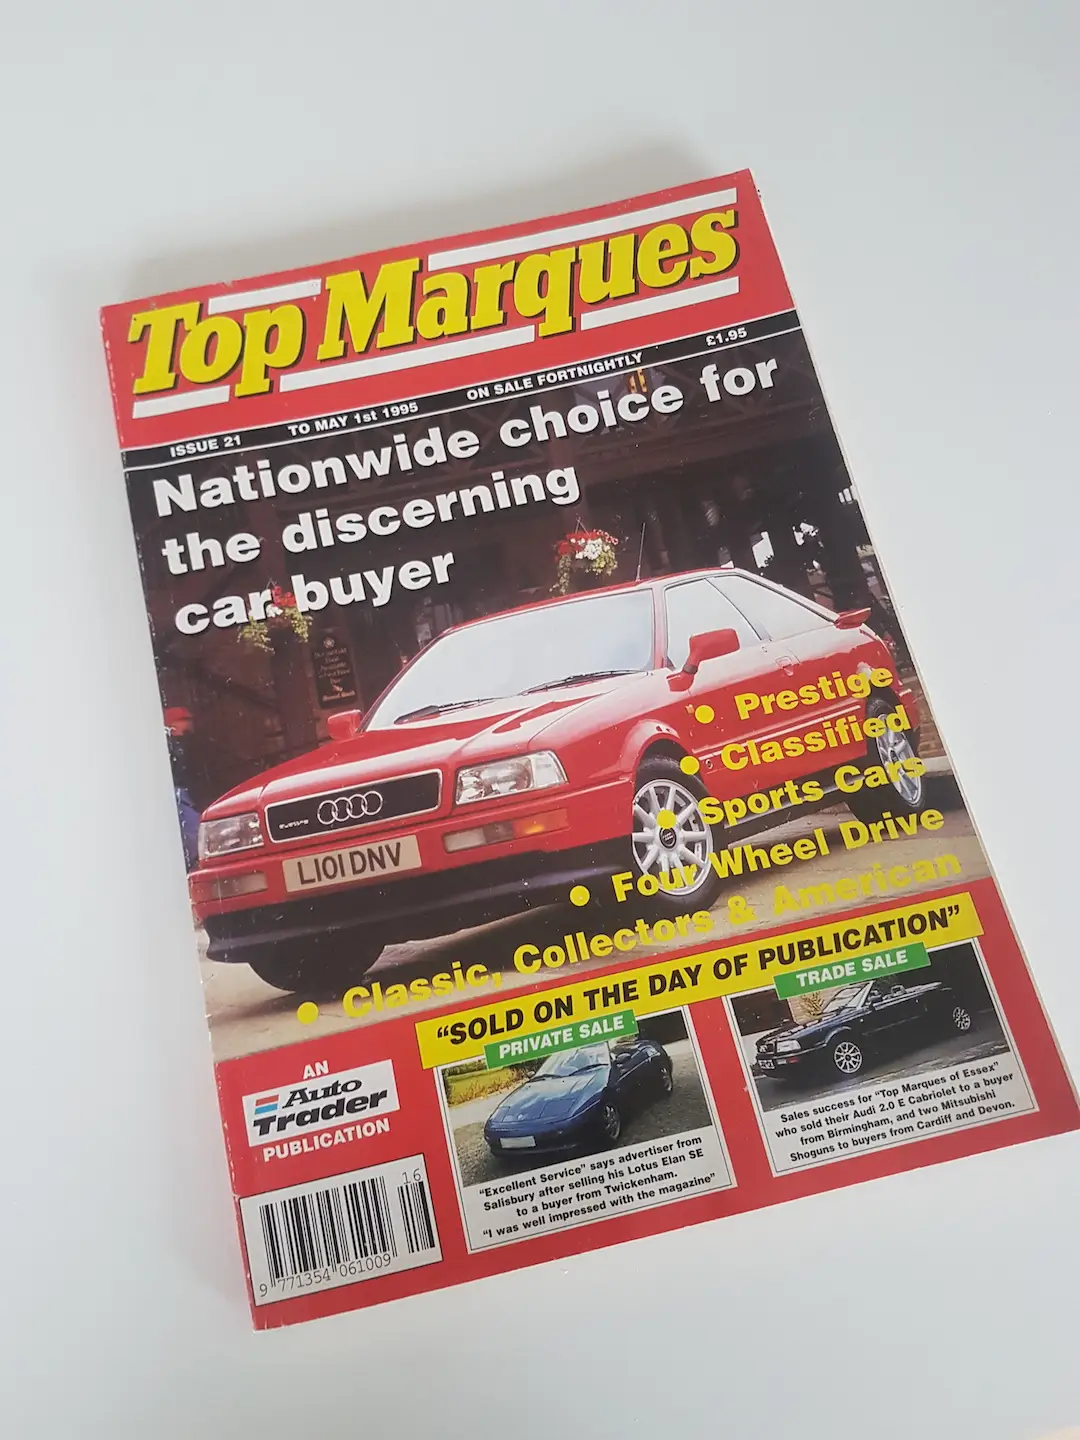 Top Marques
ISSUE 21 TO MAY 1st 1995 ON SALE FORTNIGHTLY £1.95
Nationwide choice for
the discerning
car buyer
• Prestige
• Classified
• Sports Cars
• Four Wheel Drive
• Classic, Collectors & American
L101 DNV
"SOLD ON THE DAY OF PUBLICATION"
PRIVATE SALE
"Excellent Service" says advertiser from
Salisbury after selling his Lotus Elan SE
to a buyer from Twickenham.
"I was well impressed with the magazine"
TRADE SALE
Sales success for "Top Marques of Essex"
who sold their Audi 2.0 E Cabriolet to a buyer
from Birmingham, and two Mitsubishi
Shoguns to buyers from Cardiff and Devon.
AN
Auto
Trader
PUBLICATION
16
9 771354 061009